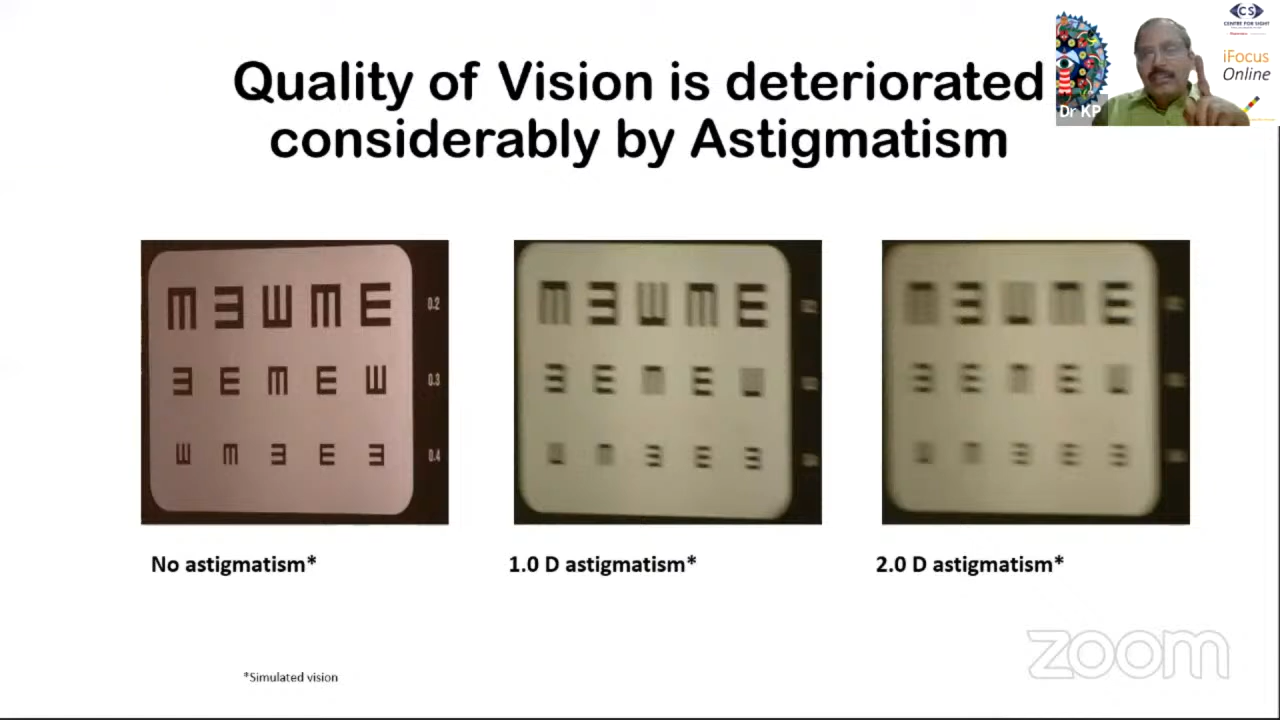 Quality of Vision is deteriorated
considerably by Astigmatism
Dr KP
CS
CENTRE FOR SIGHT
iFocus
Online
0.2
0.3
0.4
No astigmatism*
1.0 D astigmatism*
2.0 D astigmatism*
*Simulated vision
zoom